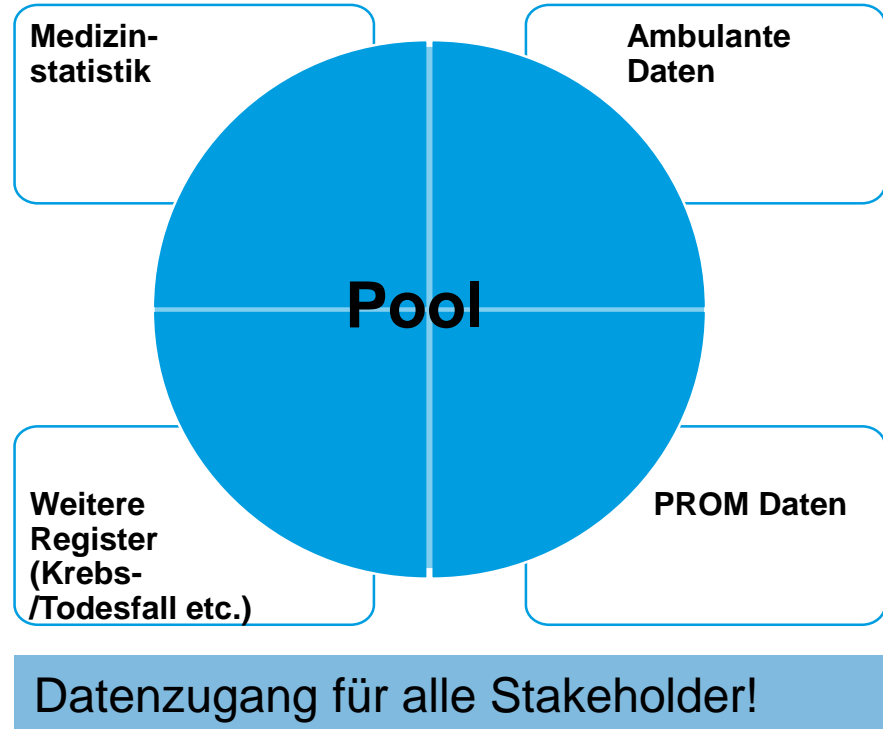 Medizin-
statistik
Ambulante
Daten
Pool
Weitere
Register
(Krebs-
/Todesfall etc.)
PROM Daten
Datenzugang für alle Stakeholder!